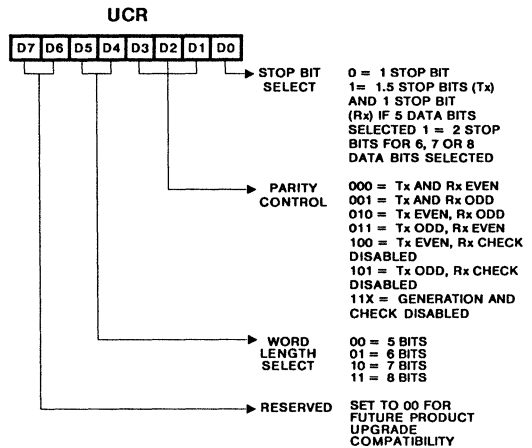 UCR
D7 D6 D5 D4 D3 D2 D1 D0
STOP BIT
SELECT
0 = 1 STOP BIT
1= 1.5 STOP BITS (Tx)
AND 1 STOP BIT
(Rx) IF 5 DATA BITS
SELECTED 1 = 2 STOP
BITS FOR 6, 7 OR 8
DATA BITS SELECTED
PARITY
CONTROL
000 = Tx AND Rx EVEN
001 = Tx AND Rx ODD
010 = Tx EVEN, Rx ODD
011 = Tx ODD, Rx EVEN
100 = Tx EVEN, Rx CHECK
DISABLED
101 = Tx ODD, Rx CHECK
DISABLED
11X = GENERATION AND
CHECK DISABLED
WORD
LENGTH
SELECT
00 = 5 BITS
01 = 6 BITS
10 = 7 BITS
11 = 8 BITS
RESERVED
SET TO 00 FOR
FUTURE PRODUCT
UPGRADE
COMPATIBILITY